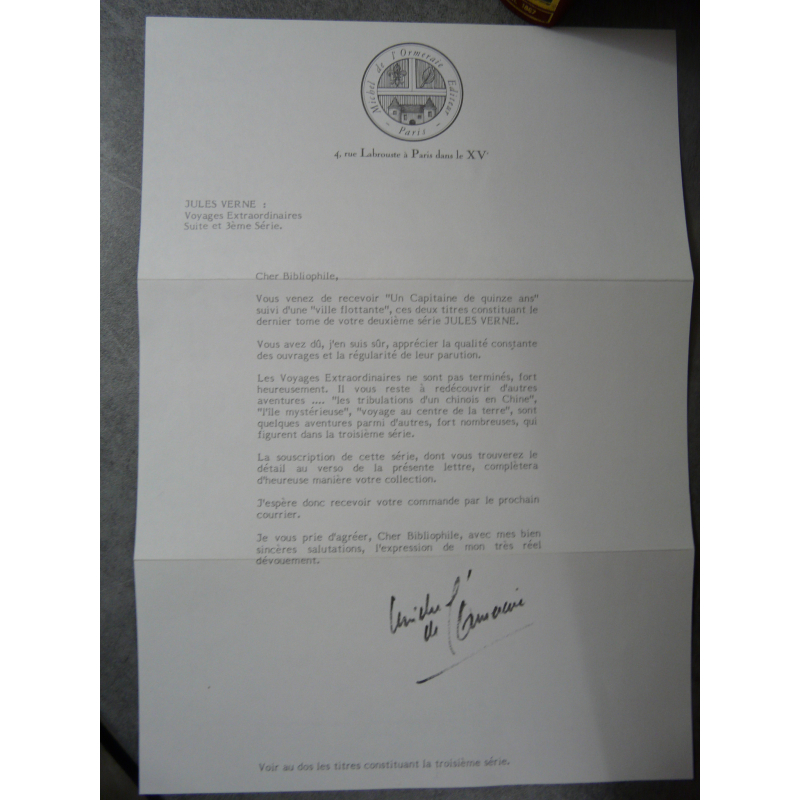 Michel de l'Ormeraie Editeur
- Paris -
4, rue Labrouste à Paris dans le XVe
JULES VERNE :
Voyages Extraordinaires
Suite et 3ème Série.
Cher Bibliophile,
Vous venez de recevoir "Un Capitaine de quinze ans"
suivi d'une "ville flottante", ces deux titres constituant le
dernier tome de votre deuxième série JULES VERNE.
Vous avez dû, j'en suis sûr, apprécier la qualité constante
des ouvrages et la régularité de leur parution.
Les Voyages Extraordinaires ne sont pas terminés, fort
heureusement. Il vous reste à redécouvrir d'autres
aventures .... "les tribulations d'un chinois en Chine",
"l'île mystérieuse", "voyage au centre de la terre", sont
quelques aventures parmi d'autres, fort nombreuses, qui
figurent dans la troisième série.
La souscription de cette série, dont vous trouverez le
détail au verso de la présente lettre, complètera
d'heureuse manière votre collection.
J'espère donc recevoir votre commande par le prochain
courrier.
Je vous prie d'agréer, Cher Bibliophile, avec mes bien
sincères salutations, l'expression de mon très réel
dévouement.
Michel
de l'Ormeraie
Voir au dos les titres constituant la troisième série.